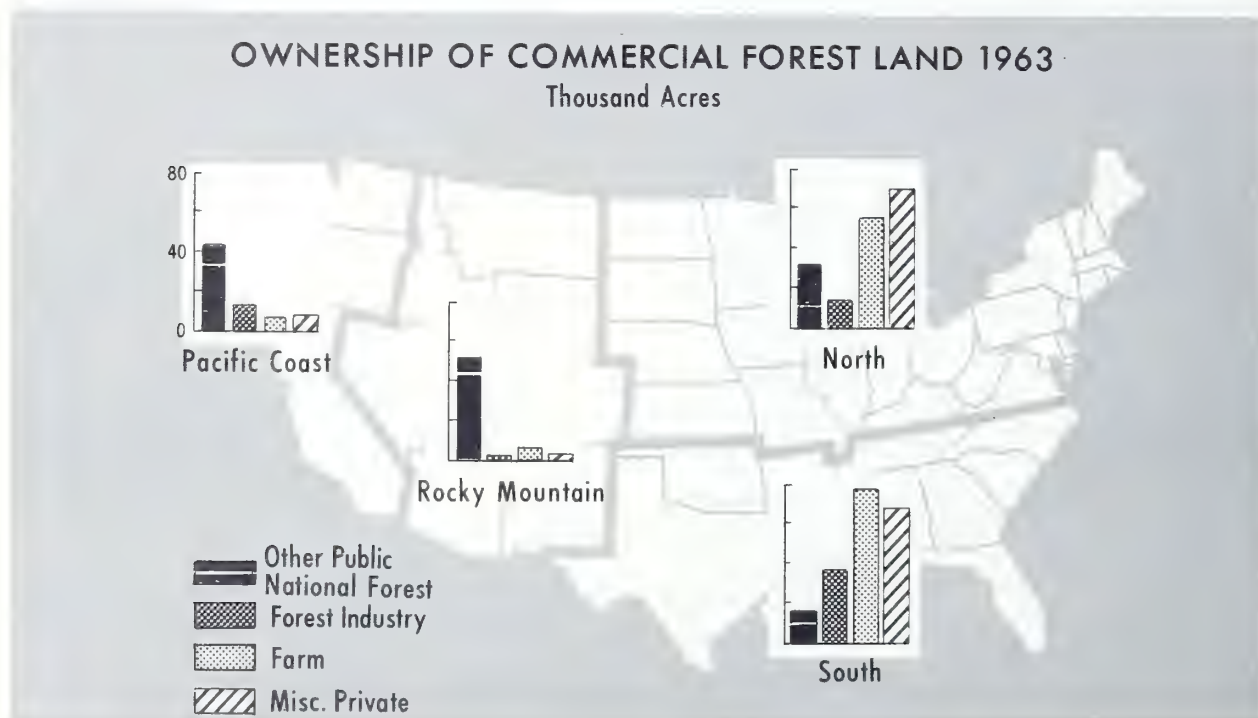 OWNERSHIP OF COMMERCIAL FOREST LAND 1963
Thousand Acres
80
40
0
Pacific Coast
Rocky Mountain
North
South
Other Public
National Forest
Forest Industry
Farm
Misc. Private